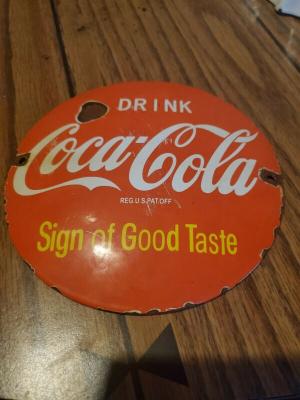 DRINK
Coca-Cola
REG.U.S.PAT.OFF
Sign of Good Taste